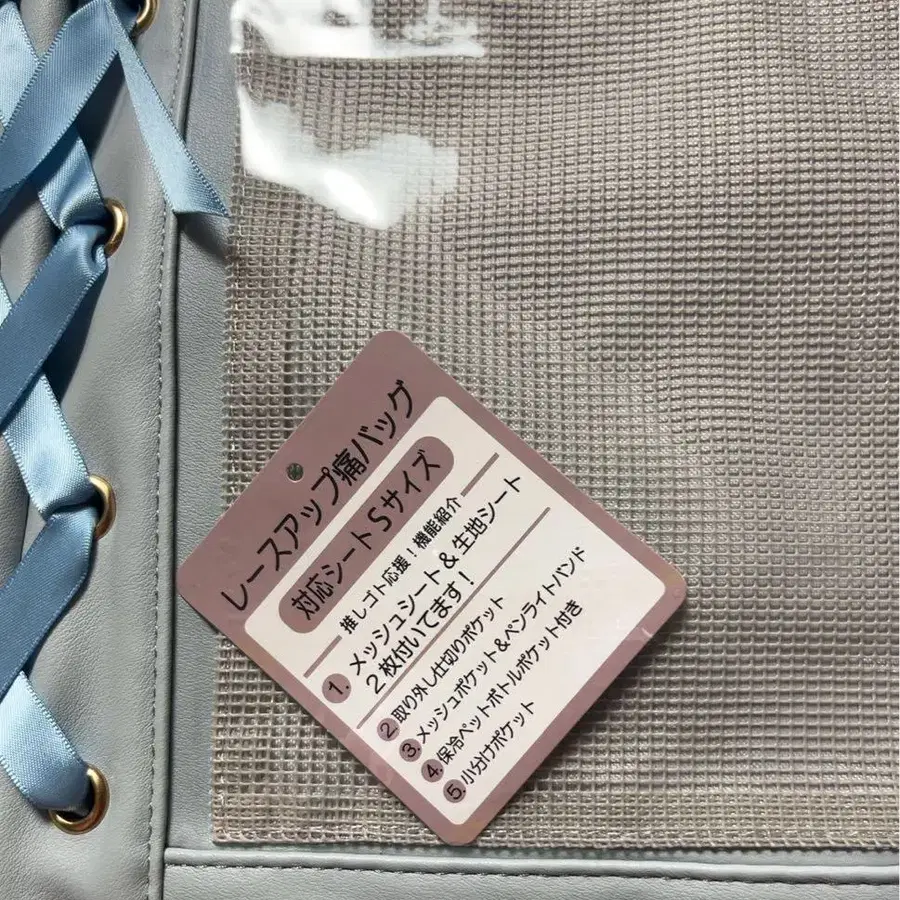 レースアップ痛バッグ
対応シートSサイズ
推しゴト応援!機能紹介
1.メッシュシート&生地シート
2枚付いてます!
2取り外し仕切りポケット
3.メッシュポケット&ペンライトバンド
4.保冷ペットボトルポケット付き
5.小分けポケット